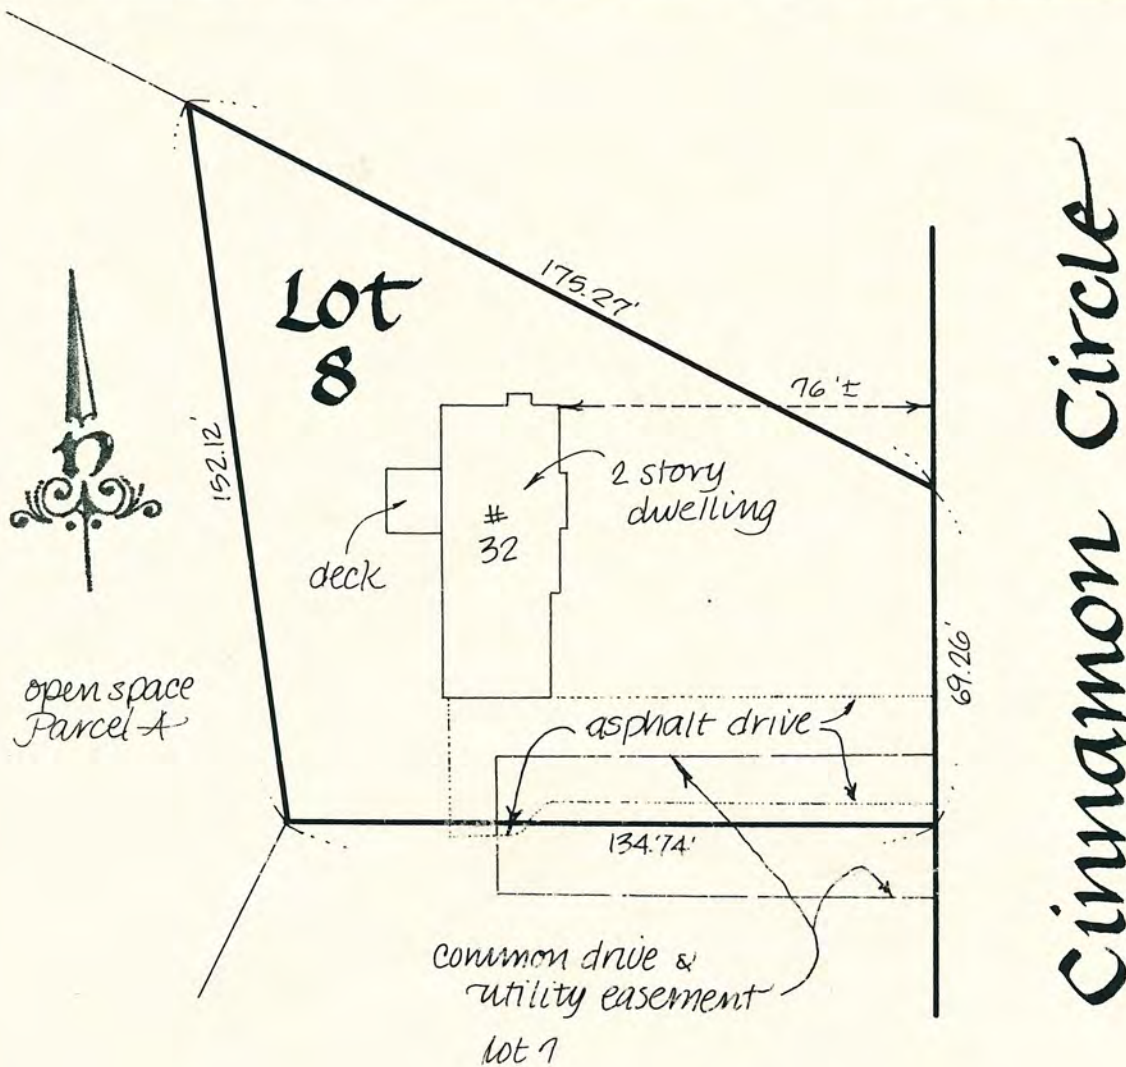 Lot
8
175.27'
76'±
152.12'
2 story
dwelling
#
32
deck
n
69.26'
open space
Parcel A
asphalt drive
134.74'
common drive &
utility easement
lot 7
Cinnamon Circle